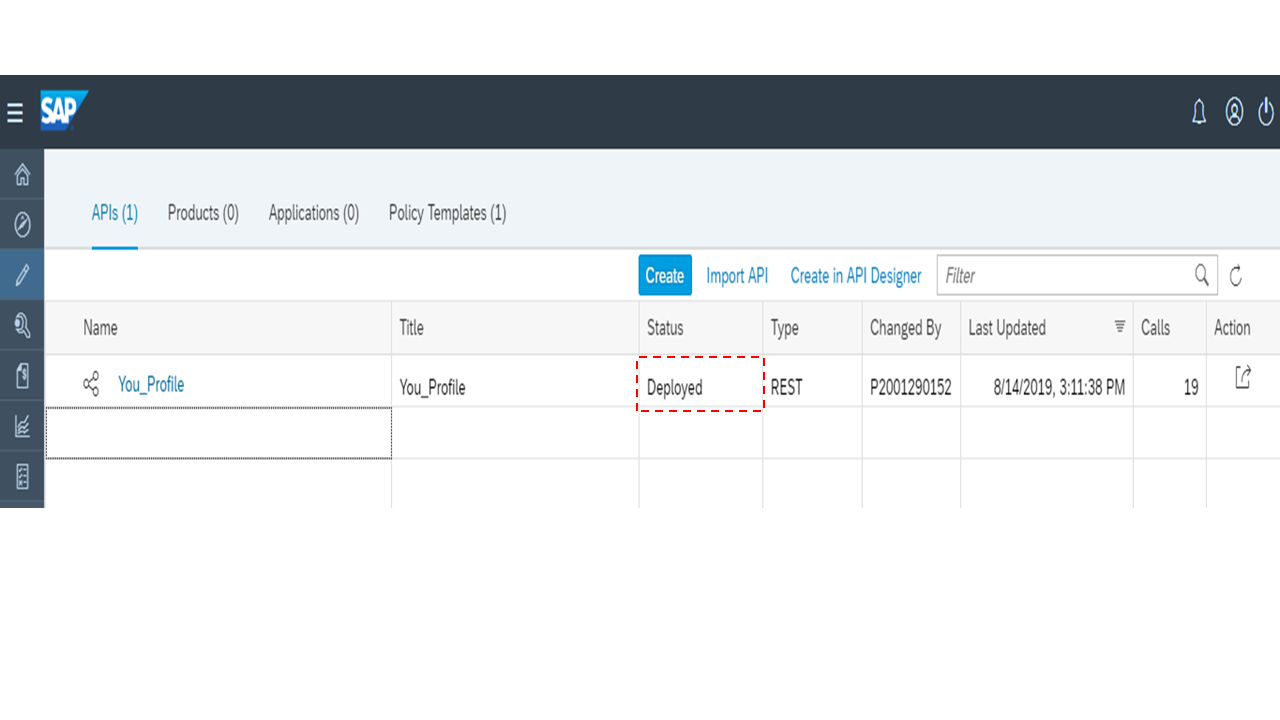 SAP
APIs (1) Products (0) Applications (0) Policy Templates (1)
Create Import API Create in API Designer Filter
Name Title Status Type Changed By Last Updated Calls Action
You_Profile You_Profile Deployed REST P2001290152 8/14/2019, 3:11:38 PM 19